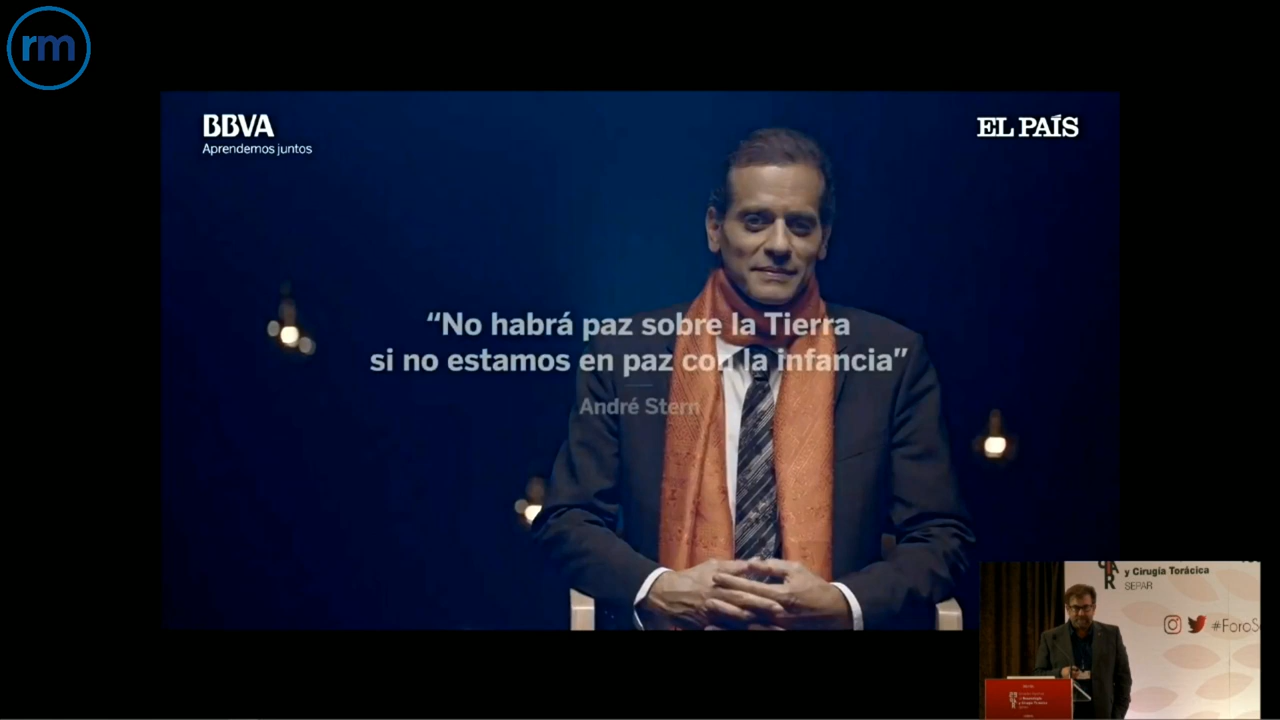 rm
BBVA
Aprendemos juntos
EL PAÍS
“No habrá paz sobre la Tierra
si no estamos en paz con la infancia”
André Stern
y Cirugía Torácica
SEPAR
#ForoS